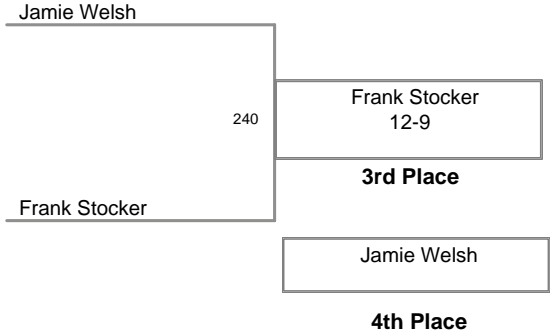 Jamie Welsh
Frank Stocker
12-9
240
3rd Place
Frank Stocker
Jamie Welsh
4th Place